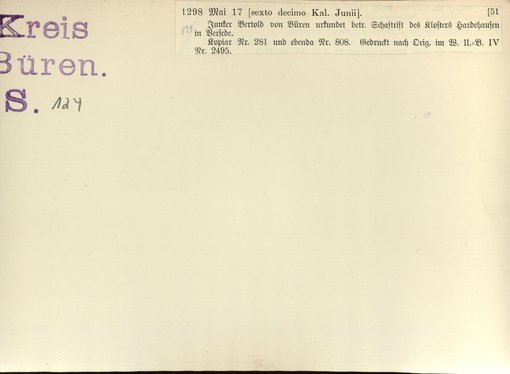 1298 Mai 17 [sexto decimo Kal. Junii]. [51
Junker Bertold von Büren urkundet betr. Schaftrift des Klosters Hardehausen
in Versede.
Kopiar Nr. 281 und ebenda Nr. 808. Gedruckt nach Orig. im W. U.=B. IV
Nr. 2495.
Kreis
Büren.
S. 124